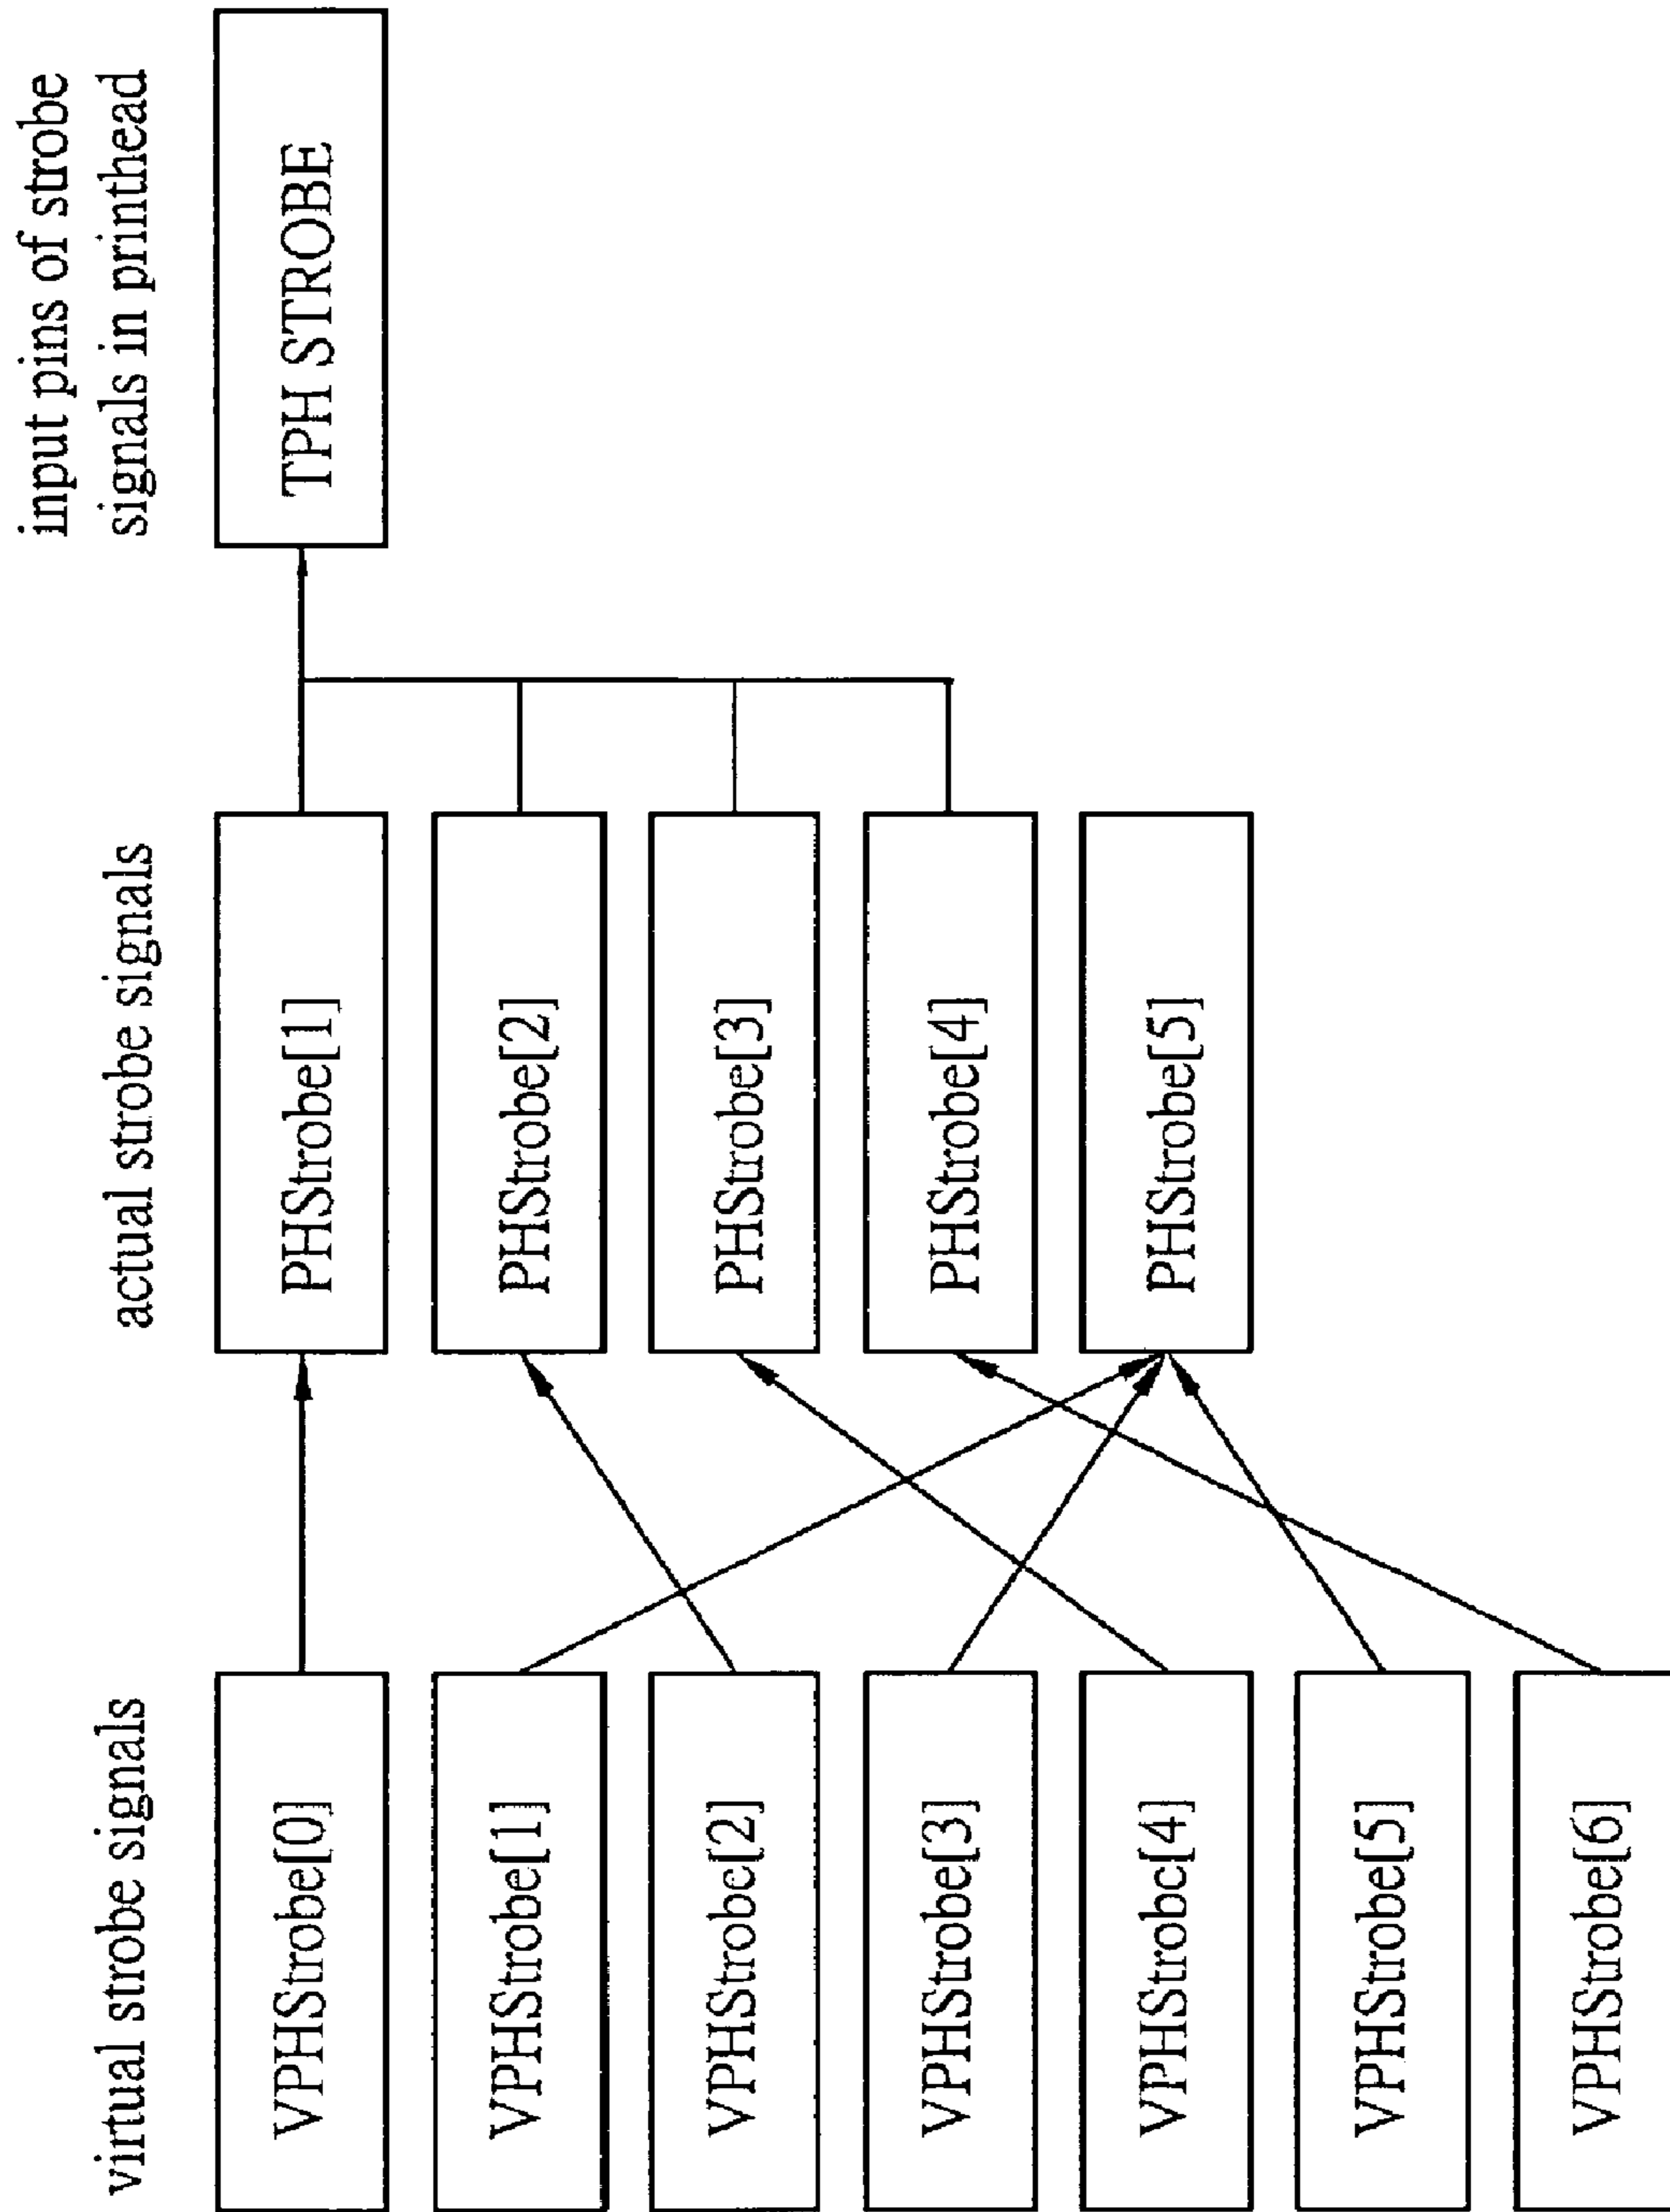 virtual strobe signals
VPHStrobe[0]
VPHStrobe[1]
VPHStrobe[2]
VPHStrobe[3]
VPHStrobc[4]
VPHStrobe[5]
VPHStrobe[6]
actual strobe signals
PHStrobe[1]
PHStrobe[2]
PHStrobe[3]
PHStrobe[4]
PHStrobe[5]
input pins of strobe
signals in printhead
TPH STROBE